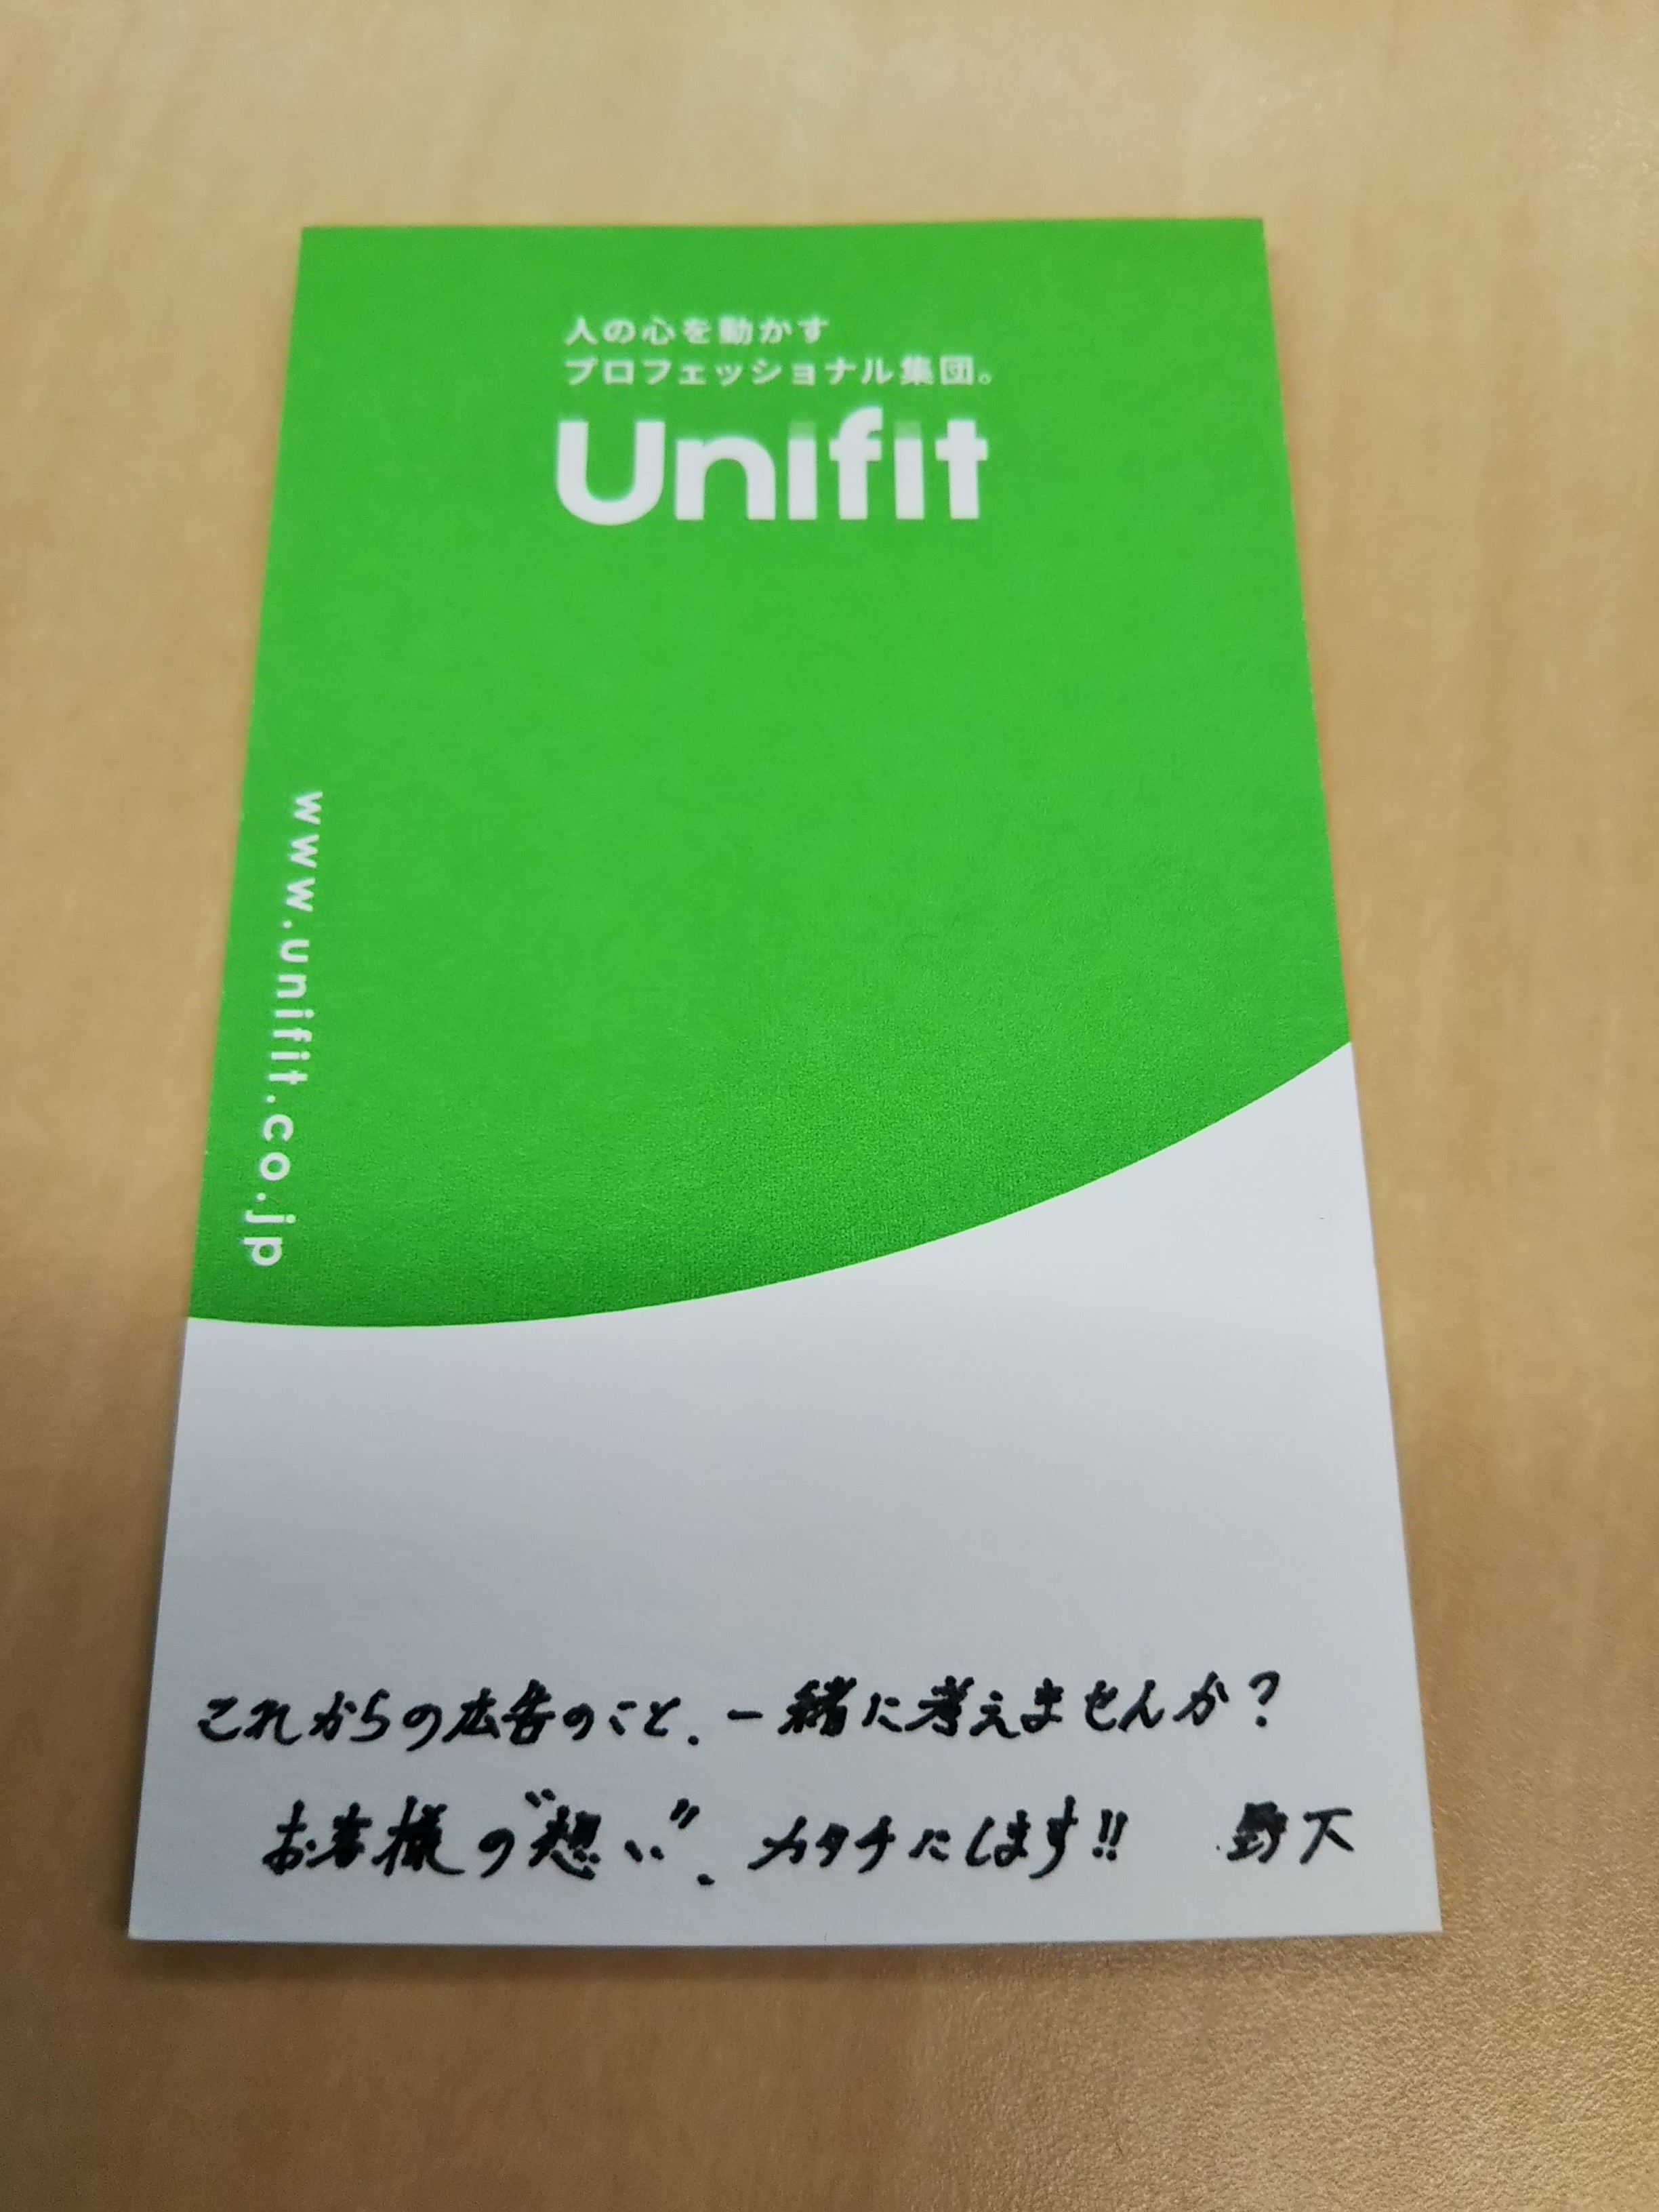 人の心を動かす
プロフェッショナル集団。
Unifit
www.unifit.co.jp
これからの広告のこと、一緒に考えませんか?
お客様の"想い"、カタチにします!! 野下